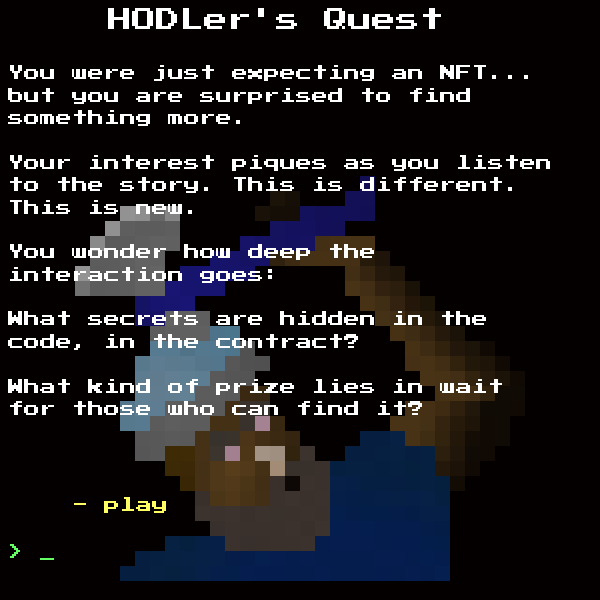 HODLer's Quest
You were just expecting an NFT...
but you are surprised to find
something more.
Your interest piques as you listen
to the story. This is different.
This is new.
You wonder how deep the
interaction goes:
What secrets are hidden in the
code, in the contract?
What kind of prize lies in wait
for those who can find it?
- play
> _